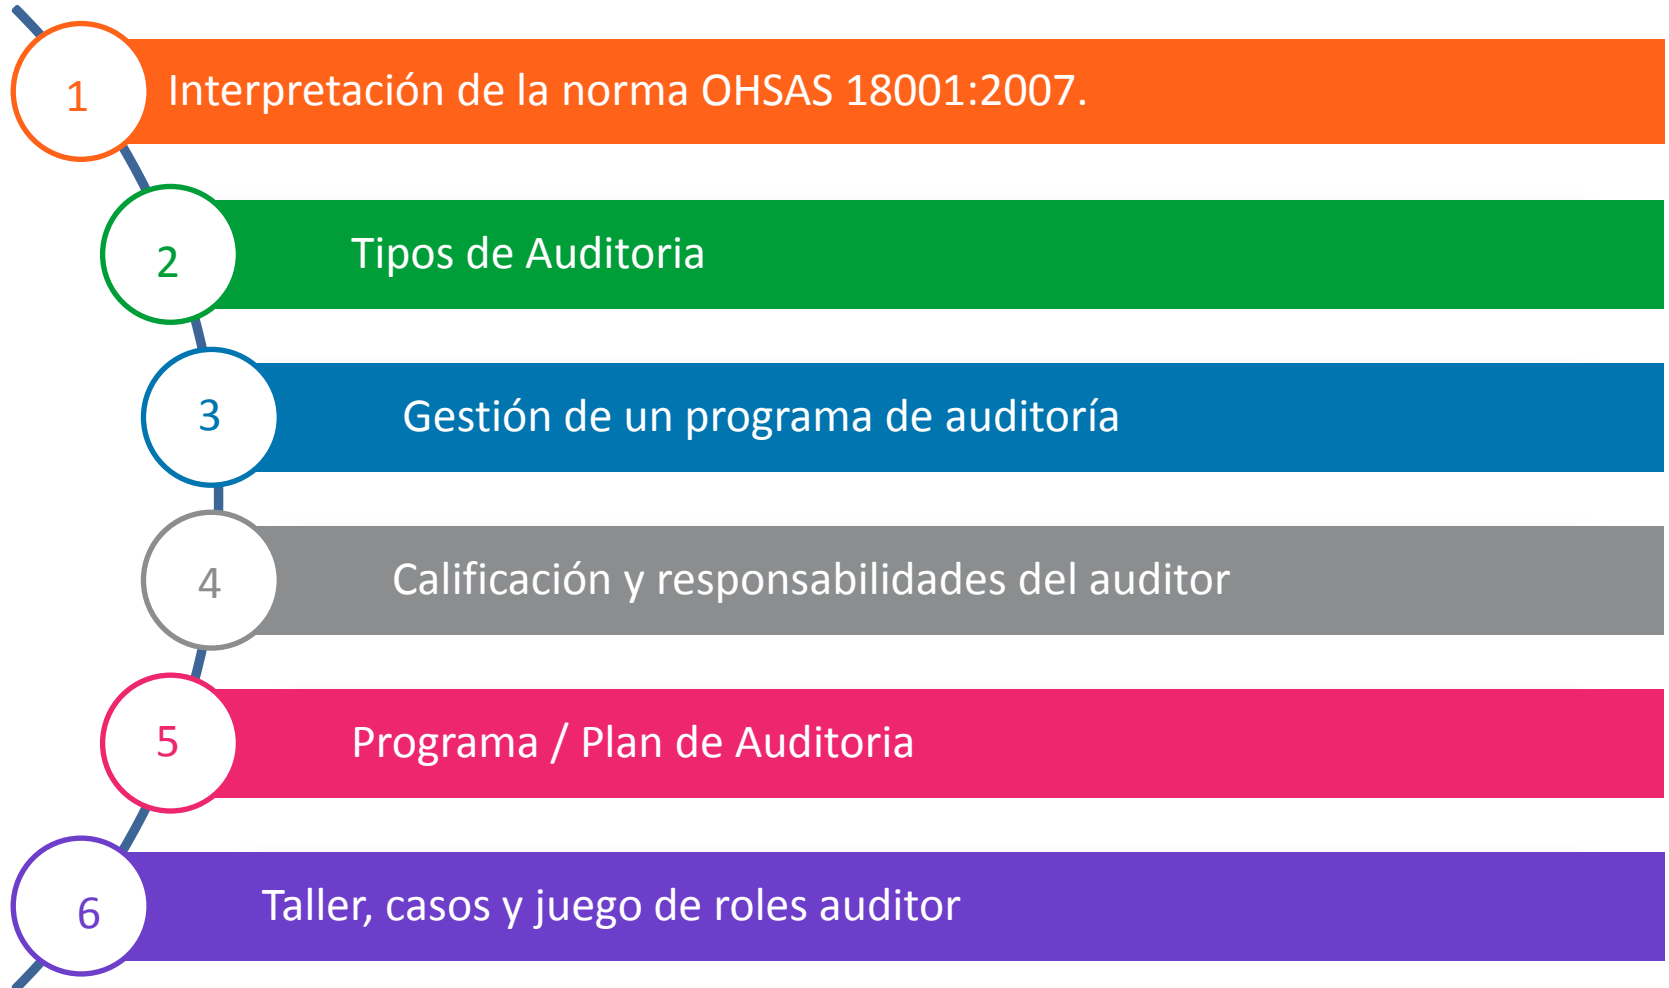 1
Interpretación de la norma OHSAS 18001:2007.
2
Tipos de Auditoria
3
Gestión de un programa de auditoría
4
Calificación y responsabilidades del auditor
5
Programa / Plan de Auditoria
6
Taller, casos y juego de roles auditor